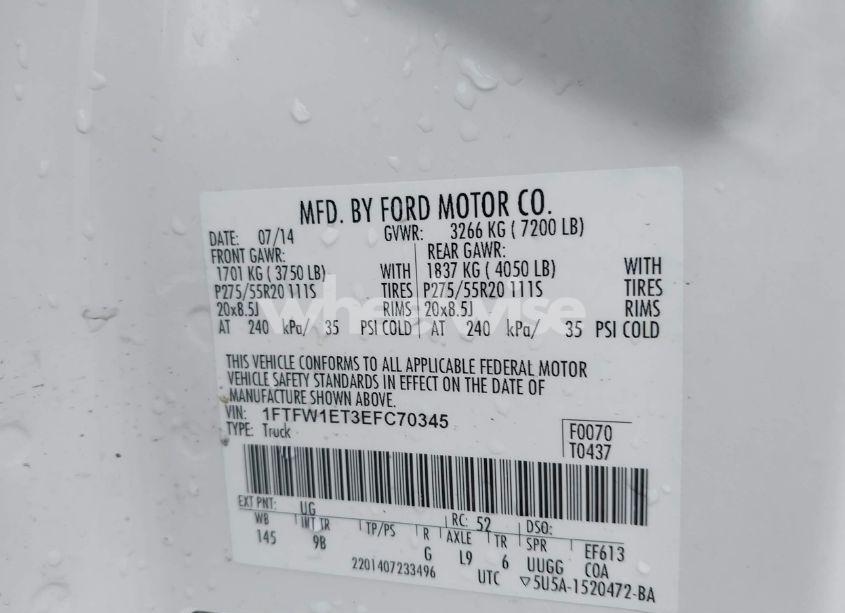 MFD. BY FORD MOTOR CO.
DATE: 07/14 GVWR: 3266 KG ( 7200 LB)
FRONT GAWR: REAR GAWR:
1701 KG ( 3750 LB) WITH 1837 KG ( 4050 LB) WITH
P275/55R20 111S TIRES P275/55R20 111S TIRES
20x8.5J RIMS 20x8.5J RIMS
AT 240 kPa/ 35 PSI COLD AT 240 kPa/ 35 PSI COLD
wheelwise
THIS VEHICLE CONFORMS TO ALL APPLICABLE FEDERAL MOTOR
VEHICLE SAFETY STANDARDS IN EFFECT ON THE DATE OF
MANUFACTURE SHOWN ABOVE.
VIN: 1FTFW1ET3EFC70345
TYPE: Truck
F0070
T0437
EXT PNT: UG RC: 52 DSO:
WB INT TR TP/PS R AXLE TR SPR EF613
145 9B G L9 6 UUGG COA
2201407233496 UTC ▽5U5A-1520472-BA